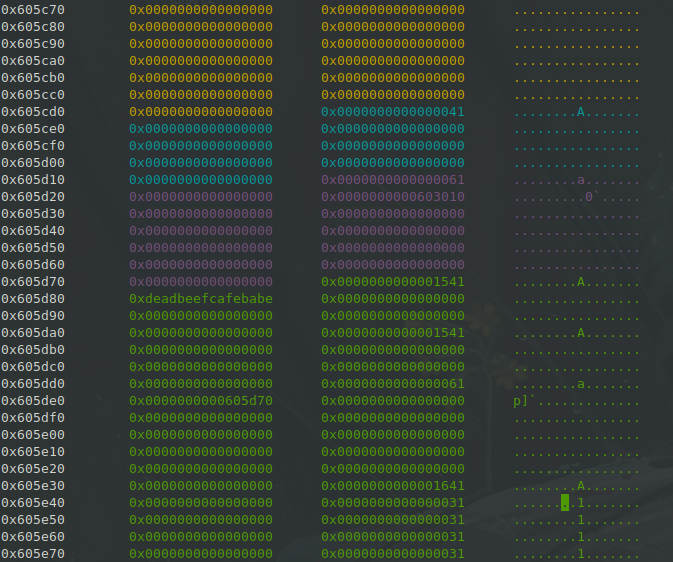 0x605c70 0x0000000000000000 0x0000000000000000 ................
0x605c80 0x0000000000000000 0x0000000000000000 ................
0x605c90 0x0000000000000000 0x0000000000000000 ................
0x605ca0 0x0000000000000000 0x0000000000000000 ................
0x605cb0 0x0000000000000000 0x0000000000000000 ................
0x605cc0 0x0000000000000000 0x0000000000000000 ................
0x605cd0 0x0000000000000000 0x0000000000000041 ........A.......
0x605ce0 0x0000000000000000 0x0000000000000000 ................
0x605cf0 0x0000000000000000 0x0000000000000000 ................
0x605d00 0x0000000000000000 0x0000000000000000 ................
0x605d10 0x0000000000000000 0x0000000000000061 ........a.......
0x605d20 0x0000000000000000 0x0000000000603010 .........0`.....
0x605d30 0x0000000000000000 0x0000000000000000 ................
0x605d40 0x0000000000000000 0x0000000000000000 ................
0x605d50 0x0000000000000000 0x0000000000000000 ................
0x605d60 0x0000000000000000 0x0000000000000000 ................
0x605d70 0x0000000000000000 0x0000000000001541 ........A.......
0x605d80 0xdeadbeefcafebabe 0x0000000000000000 ................
0x605d90 0x0000000000000000 0x0000000000000000 ................
0x605da0 0x0000000000000000 0x0000000000001541 ........A.......
0x605db0 0x0000000000000000 0x0000000000000000 ................
0x605dc0 0x0000000000000000 0x0000000000000000 ................
0x605dd0 0x0000000000000000 0x0000000000000061 ........a.......
0x605de0 0x0000000000605d70 0x0000000000000000 p]`.............
0x605df0 0x0000000000000000 0x0000000000000000 ................
0x605e00 0x0000000000000000 0x0000000000000000 ................
0x605e10 0x0000000000000000 0x0000000000000000 ................
0x605e20 0x0000000000000000 0x0000000000000000 ................
0x605e30 0x0000000000000000 0x0000000000001641 ........A.......
0x605e40 0x0000000000000000 0x0000000000000031 ........1.......
0x605e50 0x0000000000000000 0x0000000000000031 ........1.......
0x605e60 0x0000000000000000 0x0000000000000031 ........1.......
0x605e70 0x0000000000000000 0x0000000000000031 ........1.......